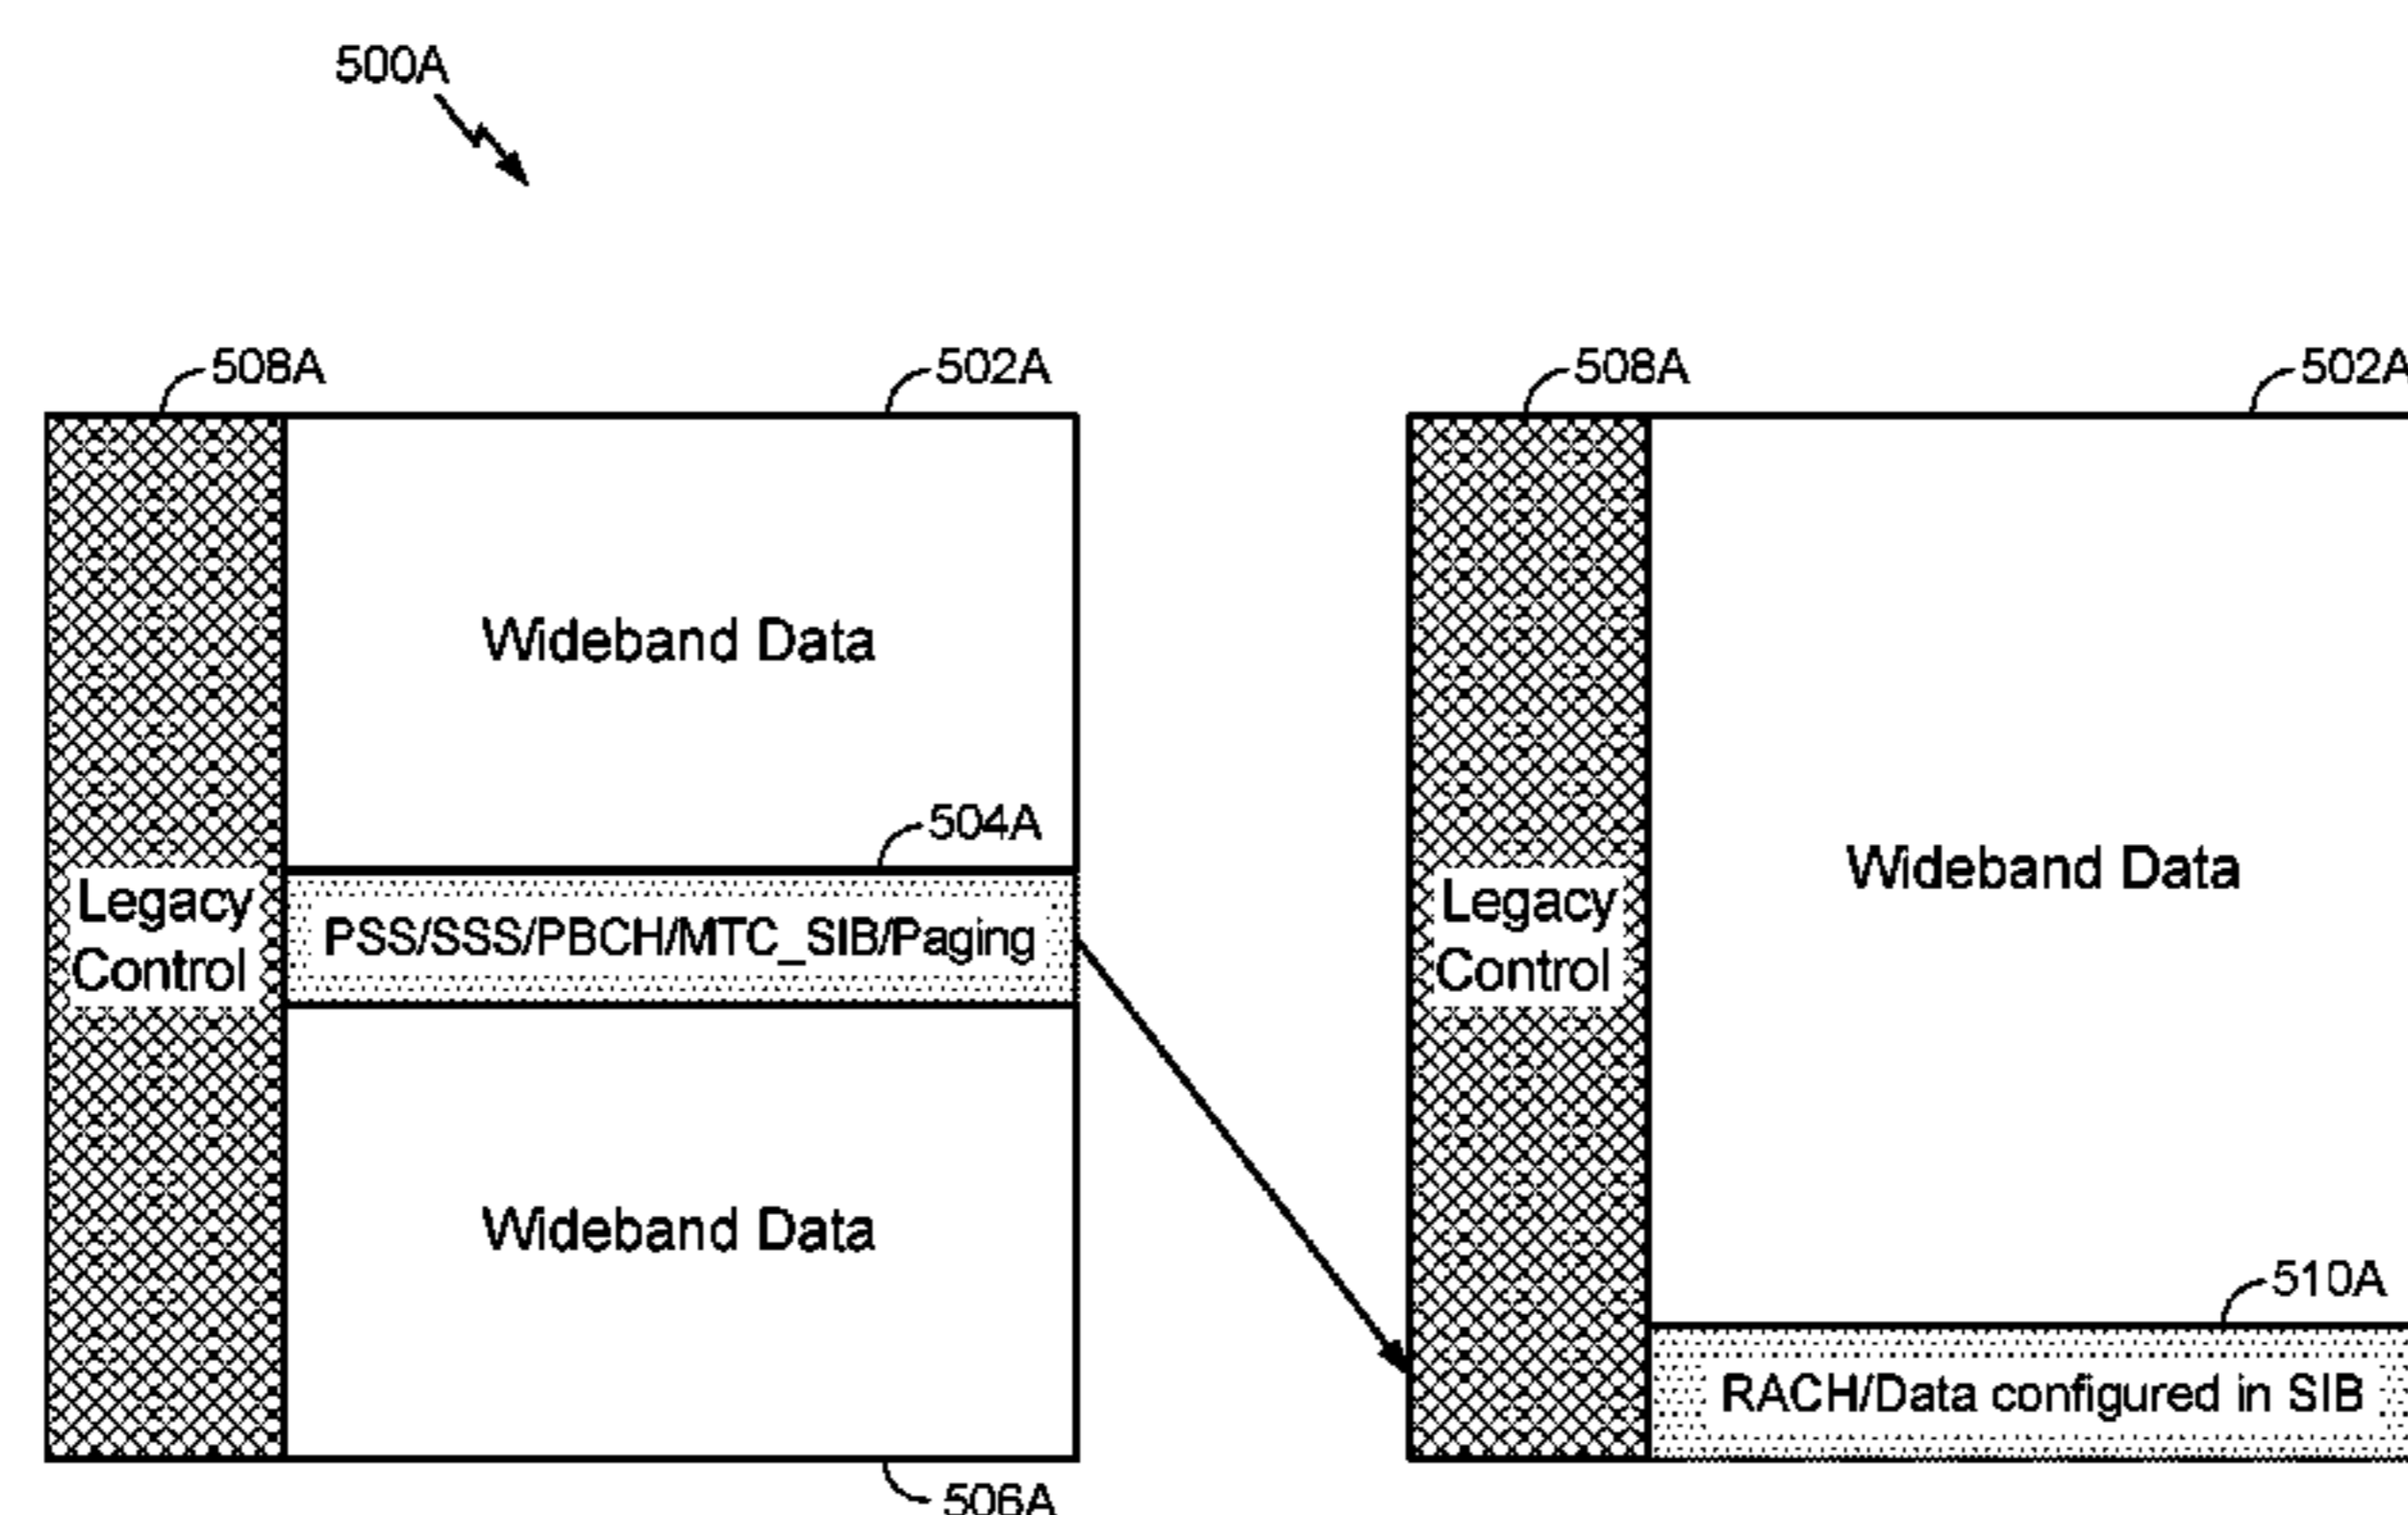 500A
508A
502A
Wideband Data
504A
Legacy
Control
PSS/SSS/PBCH/MTC_SIB/Paging
Wideband Data
506A
508A
502A
Wideband Data
Legacy
Control
510A
RACH/Data configured in SIB